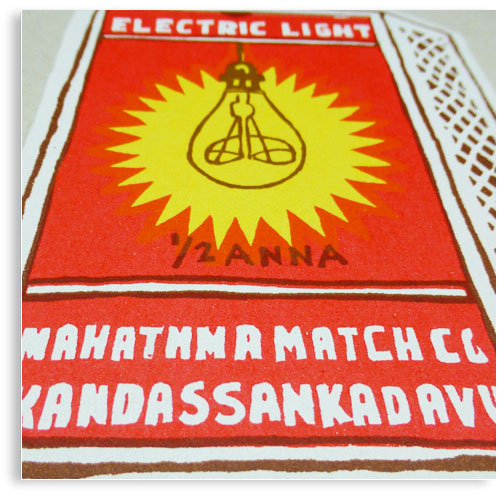 ELECTRIC LIGHT
1/2 ANNA
MAHATMMA MATCH CO
KANDASSANKADAVU